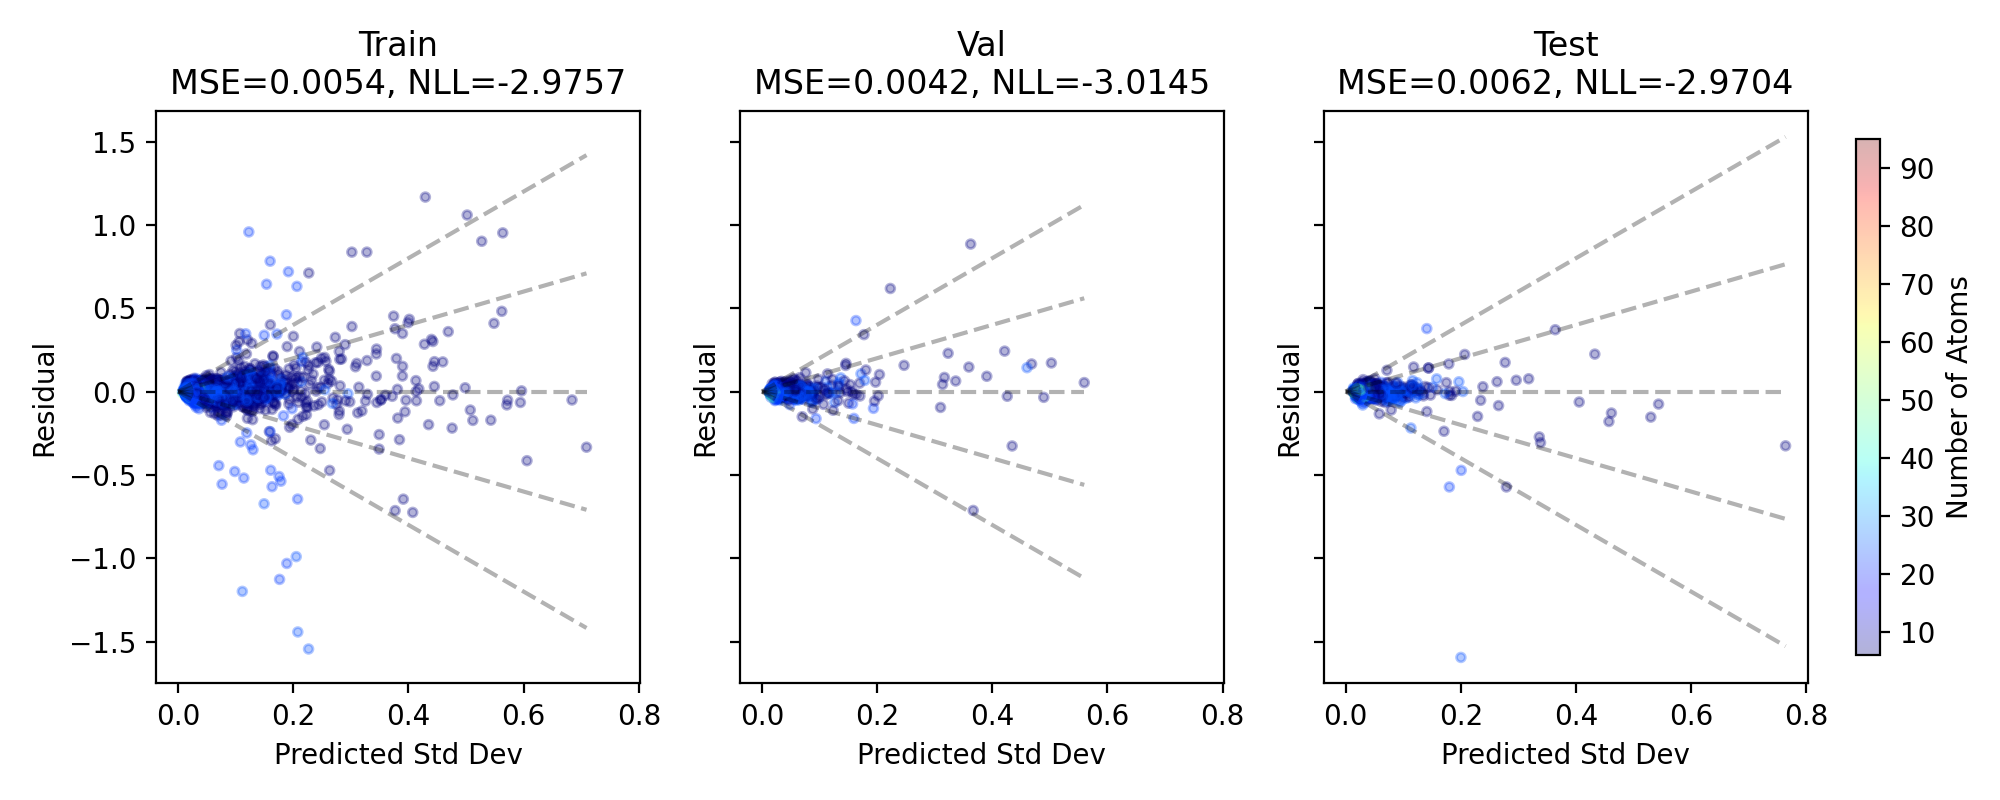 Train
MSE=0.0054, NLL=-2.9757
Val
MSE=0.0042, NLL=-3.0145
Test
MSE=0.0062, NLL=-2.9704
Residual
1.5
1.0
0.5
0.0
−0.5
−1.0
−1.5
0.0 0.2 0.4 0.6 0.8
Predicted Std Dev
Residual
0.0 0.2 0.4 0.6 0.8
Predicted Std Dev
Residual
0.0 0.2 0.4 0.6 0.8
Predicted Std Dev
90
80
70
60
50
40
30
20
10
Number of Atoms